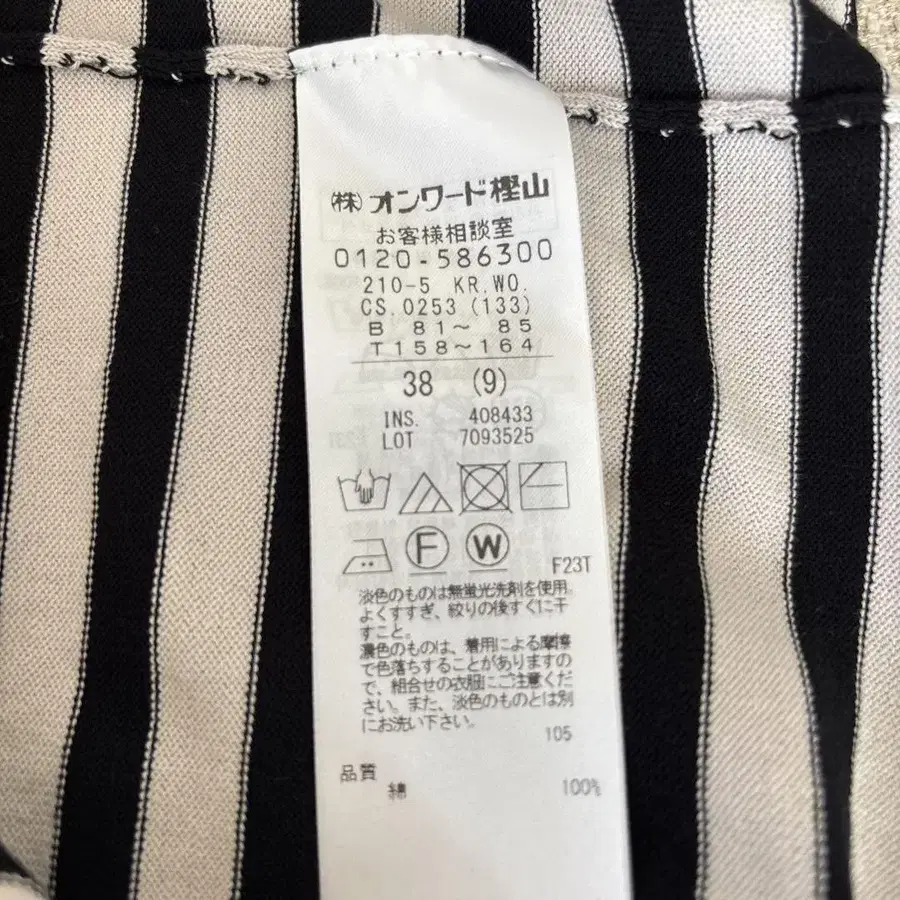 ㈱オンワード樫山
お客様相談室
0120-586300
210-5 KR.WO.
CS.0253 (133)
B 81～ 85
T158～164
38 (9)
INS. 408433
LOT 7093525
F W
F23T
淡色のものは無蛍光洗剤を使用。
よくすすぎ、絞りの後すぐに干
すこと。
濃色のものは、着用による摩擦
で色落ちすることがありますの
で、組合せの衣服にご注意くだ
さい。また、淡色のものとは別
にお洗い下さい。
105
品質
綿 100%